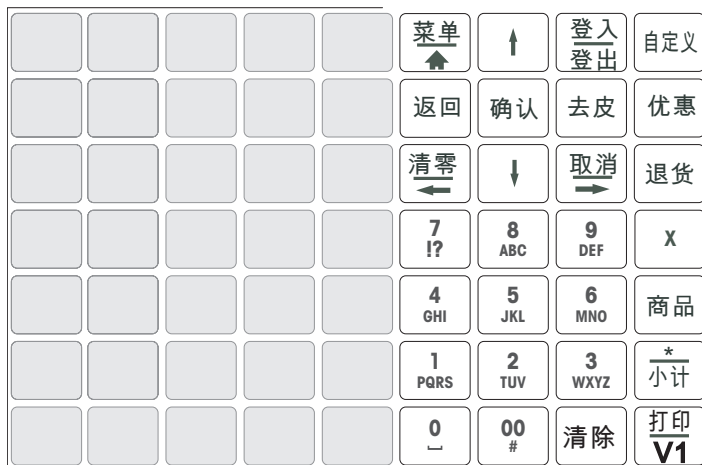 菜单
↑
登入
登出
自定义
返回
确认
去皮
优惠
清零
←
↓
取消
→
退货
7
!?
8
ABC
9
DEF
X
4
GHI
5
JKL
6
MNO
商品
1
PQRS
2
TUV
3
WXYZ
*
小计
0
⎵
00
#
清除
打印
V1